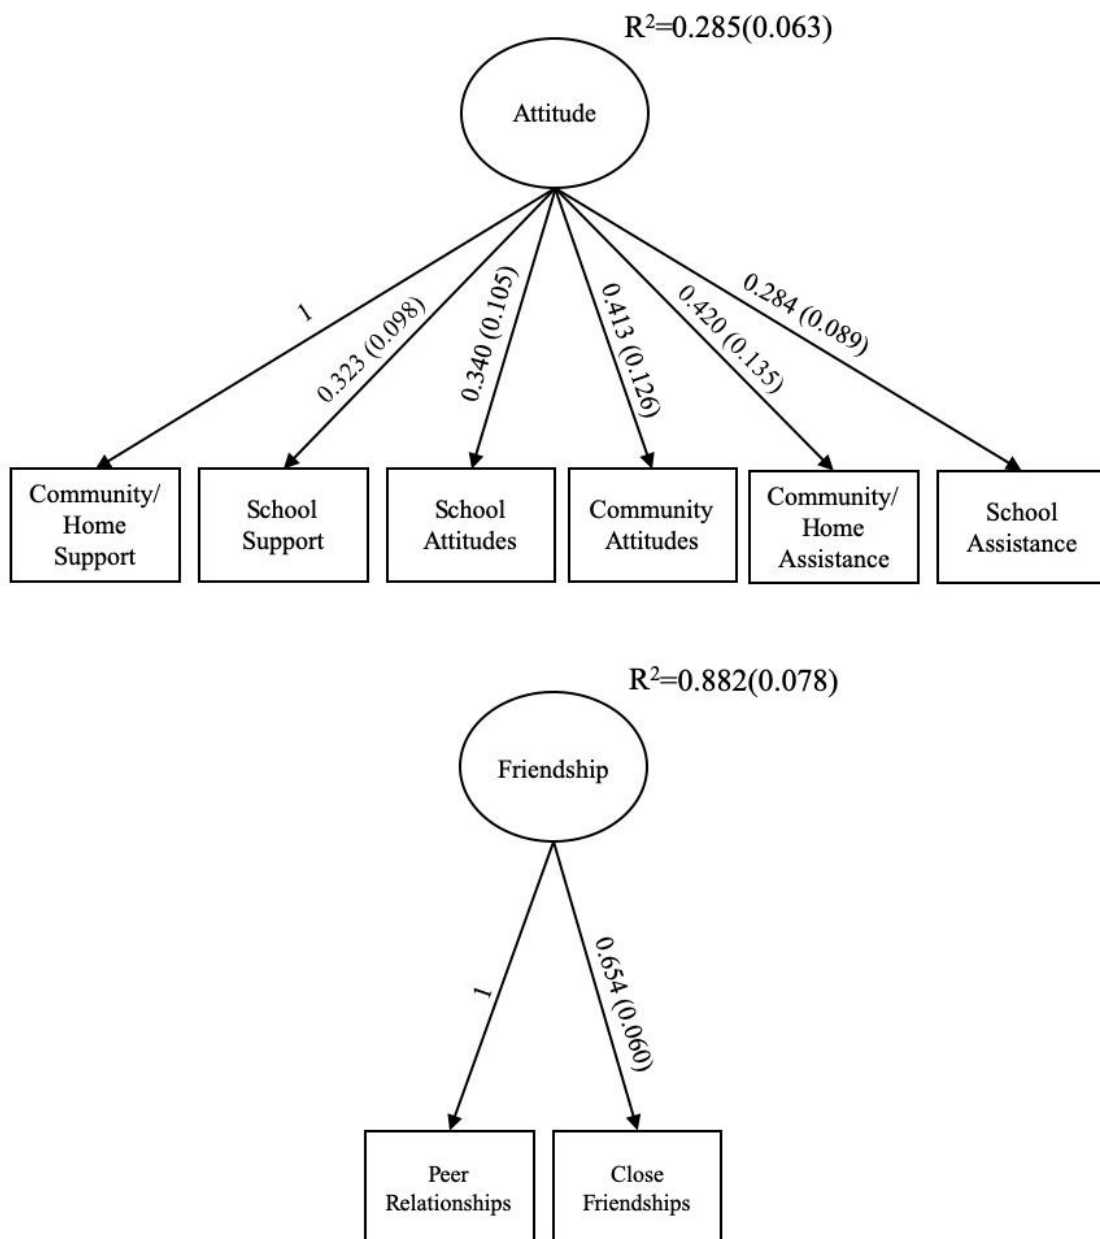 R²=0.285(0.063)
Attitude
1
0.323 (0.098)
0.340 (0.105)
0.413 (0.126)
0.420 (0.135)
0.284 (0.089)
Community/
Home
Support
School
Support
School
Attitudes
Community
Attitudes
Community/
Home
Assistance
School
Assistance
R²=0.882(0.078)
Friendship
1
0.654 (0.060)
Peer
Relationships
Close
Friendships